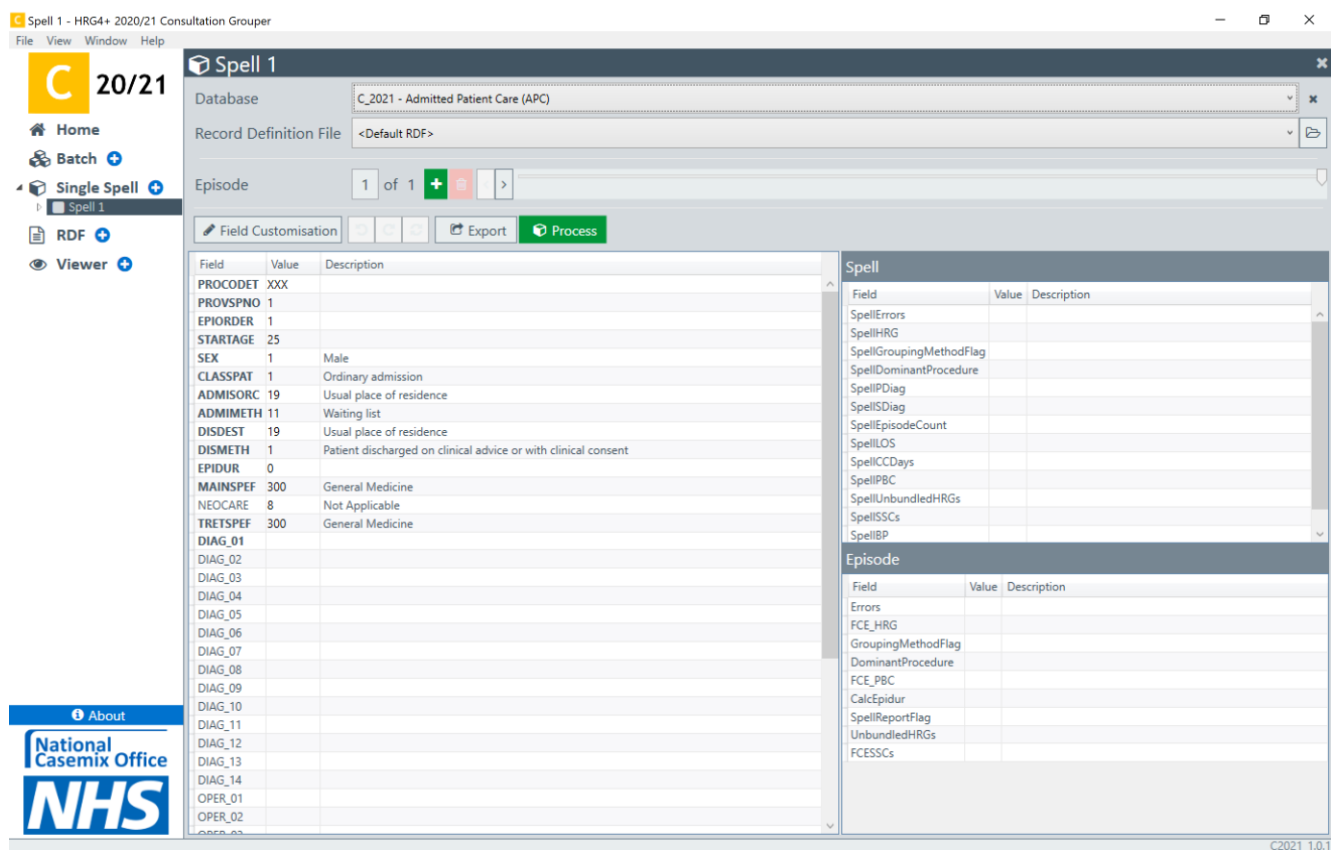 C Spell 1 - HRG4+ 2020/21 Consultation Grouper
File View Window Help
C 20/21
Home
Batch
Single Spell
Spell 1
RDF
Viewer
About
National
Casemix Office
NHS
Spell 1
Database C_2021 - Admitted Patient Care (APC)
Record Definition File <Default RDF>
Episode 1 of 1
Field Customisation Export Process
Field Value Description
PROCODET XXX
PROVSPNO 1
EPIORDER 1
STARTAGE 25
SEX 1 Male
CLASSPAT 1 Ordinary admission
ADMISORC 19 Usual place of residence
ADMIMETH 11 Waiting list
DISDEST 19 Usual place of residence
DISMETH 1 Patient discharged on clinical advice or with clinical consent
EPIDUR 0
MAINSPEF 300 General Medicine
NEOCARE 8 Not Applicable
TRETSPEF 300 General Medicine
DIAG_01
DIAG_02
DIAG_03
DIAG_04
DIAG_05
DIAG_06
DIAG_07
DIAG_08
DIAG_09
DIAG_10
DIAG_11
DIAG_12
DIAG_13
DIAG_14
OPER_01
OPER_02
Spell
Field Value Description
SpellErrors
SpellHRG
SpellGroupingMethodFlag
SpellDominantProcedure
SpellPDiag
SpellSDiag
SpellEpisodeCount
SpellLOS
SpellCCDays
SpellPBC
SpellUnbundledHRGs
SpellSSCs
SpellBP
Episode
Field Value Description
Errors
FCE_HRG
GroupingMethodFlag
DominantProcedure
FCE_PBC
CalcEpidur
SpellReportFlag
UnbundledHRGs
FCESSCs
C2021 1.0.1